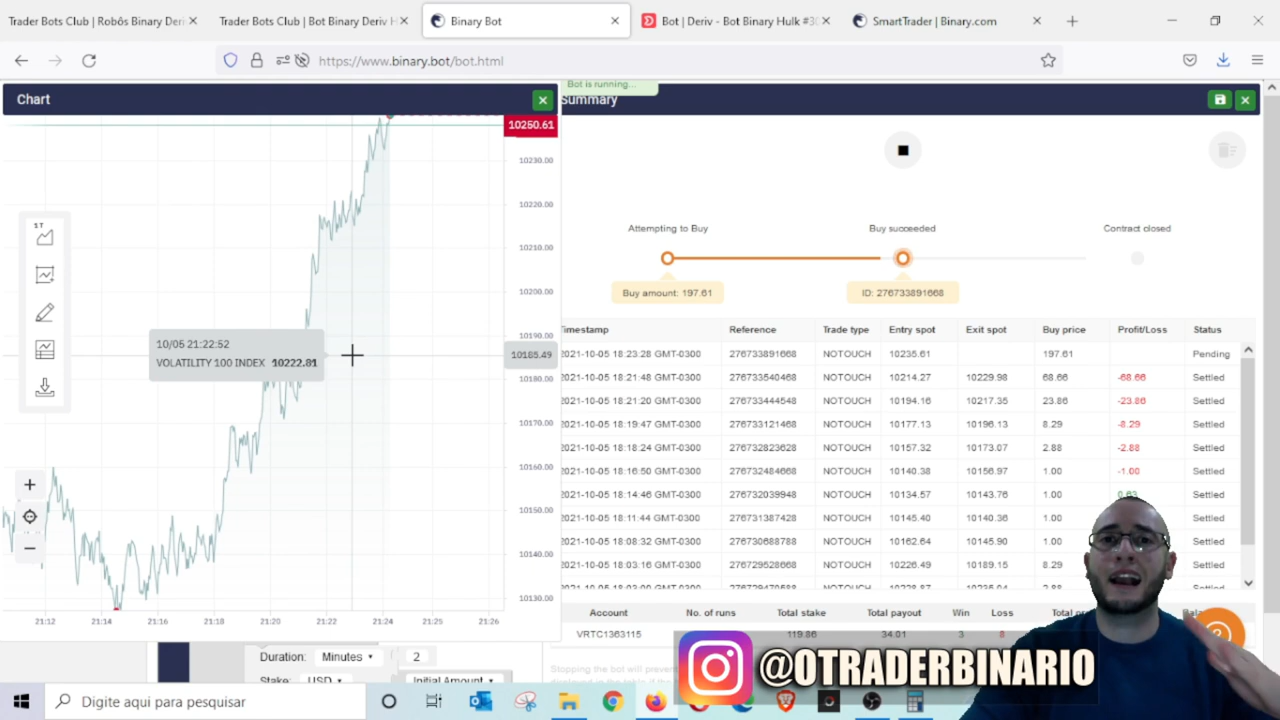 Trader Bots Club | Robôs Binary Deri
Trader Bots Club | Bot Binary Deriv H
Binary Bot
Bot | Deriv - Bot Binary Hulk #30
SmartTrader | Binary.com
https://www.binary.bot/bot.html
Chart
Bot is running...
Summary
10250.61
10230.00
10220.00
10210.00
10200.00
10190.00
10185.49
10180.00
10170.00
10160.00
10150.00
10140.00
10130.00
1T
10/05 21:22:52
VOLATILITY 100 INDEX 10222.81
21:12 21:14 21:16 21:18 21:20 21:22 21:24 21:25 21:26
Attempting to Buy Buy succeeded Contract closed
Buy amount: 197.61 ID: 276733891668
Timestamp Reference Trade type Entry spot Exit spot Buy price Profit/Loss Status
2021-10-05 18:23:28 GMT-0300 276733891668 NOTOUCH 10235.61 197.61 Pending
2021-10-05 18:21:48 GMT-0300 276733540468 NOTOUCH 10214.27 10229.98 68.66 -68.66 Settled
2021-10-05 18:21:20 GMT-0300 276733444548 NOTOUCH 10194.16 10217.35 23.86 -23.86 Settled
2021-10-05 18:19:47 GMT-0300 276733121468 NOTOUCH 10177.13 10196.13 8.29 -8.29 Settled
2021-10-05 18:18:24 GMT-0300 276732823628 NOTOUCH 10157.32 10173.07 2.88 -2.88 Settled
2021-10-05 18:16:50 GMT-0300 276732484668 NOTOUCH 10140.38 10156.97 1.00 -1.00 Settled
2021-10-05 18:14:46 GMT-0300 276732039948 NOTOUCH 10134.57 10143.76 1.00 0.63 Settled
2021-10-05 18:11:44 GMT-0300 276731387428 NOTOUCH 10145.40 10140.36 1.00 Settled
2021-10-05 18:08:32 GMT-0300 276730688788 NOTOUCH 10162.64 10145.90 1.00 Settled
2021-10-05 18:03:16 GMT-0300 276729528668 NOTOUCH 10226.49 10189.15 8.29 Settled
Account No. of runs Total stake Total payout Win Loss
VRTC1363115 119.86 34.01 3 8
Duration: Minutes 2
Stake: USD Initial Amount
Stopping the bot will
@OTRADERBINARIO
Digite aqui para pesquisar